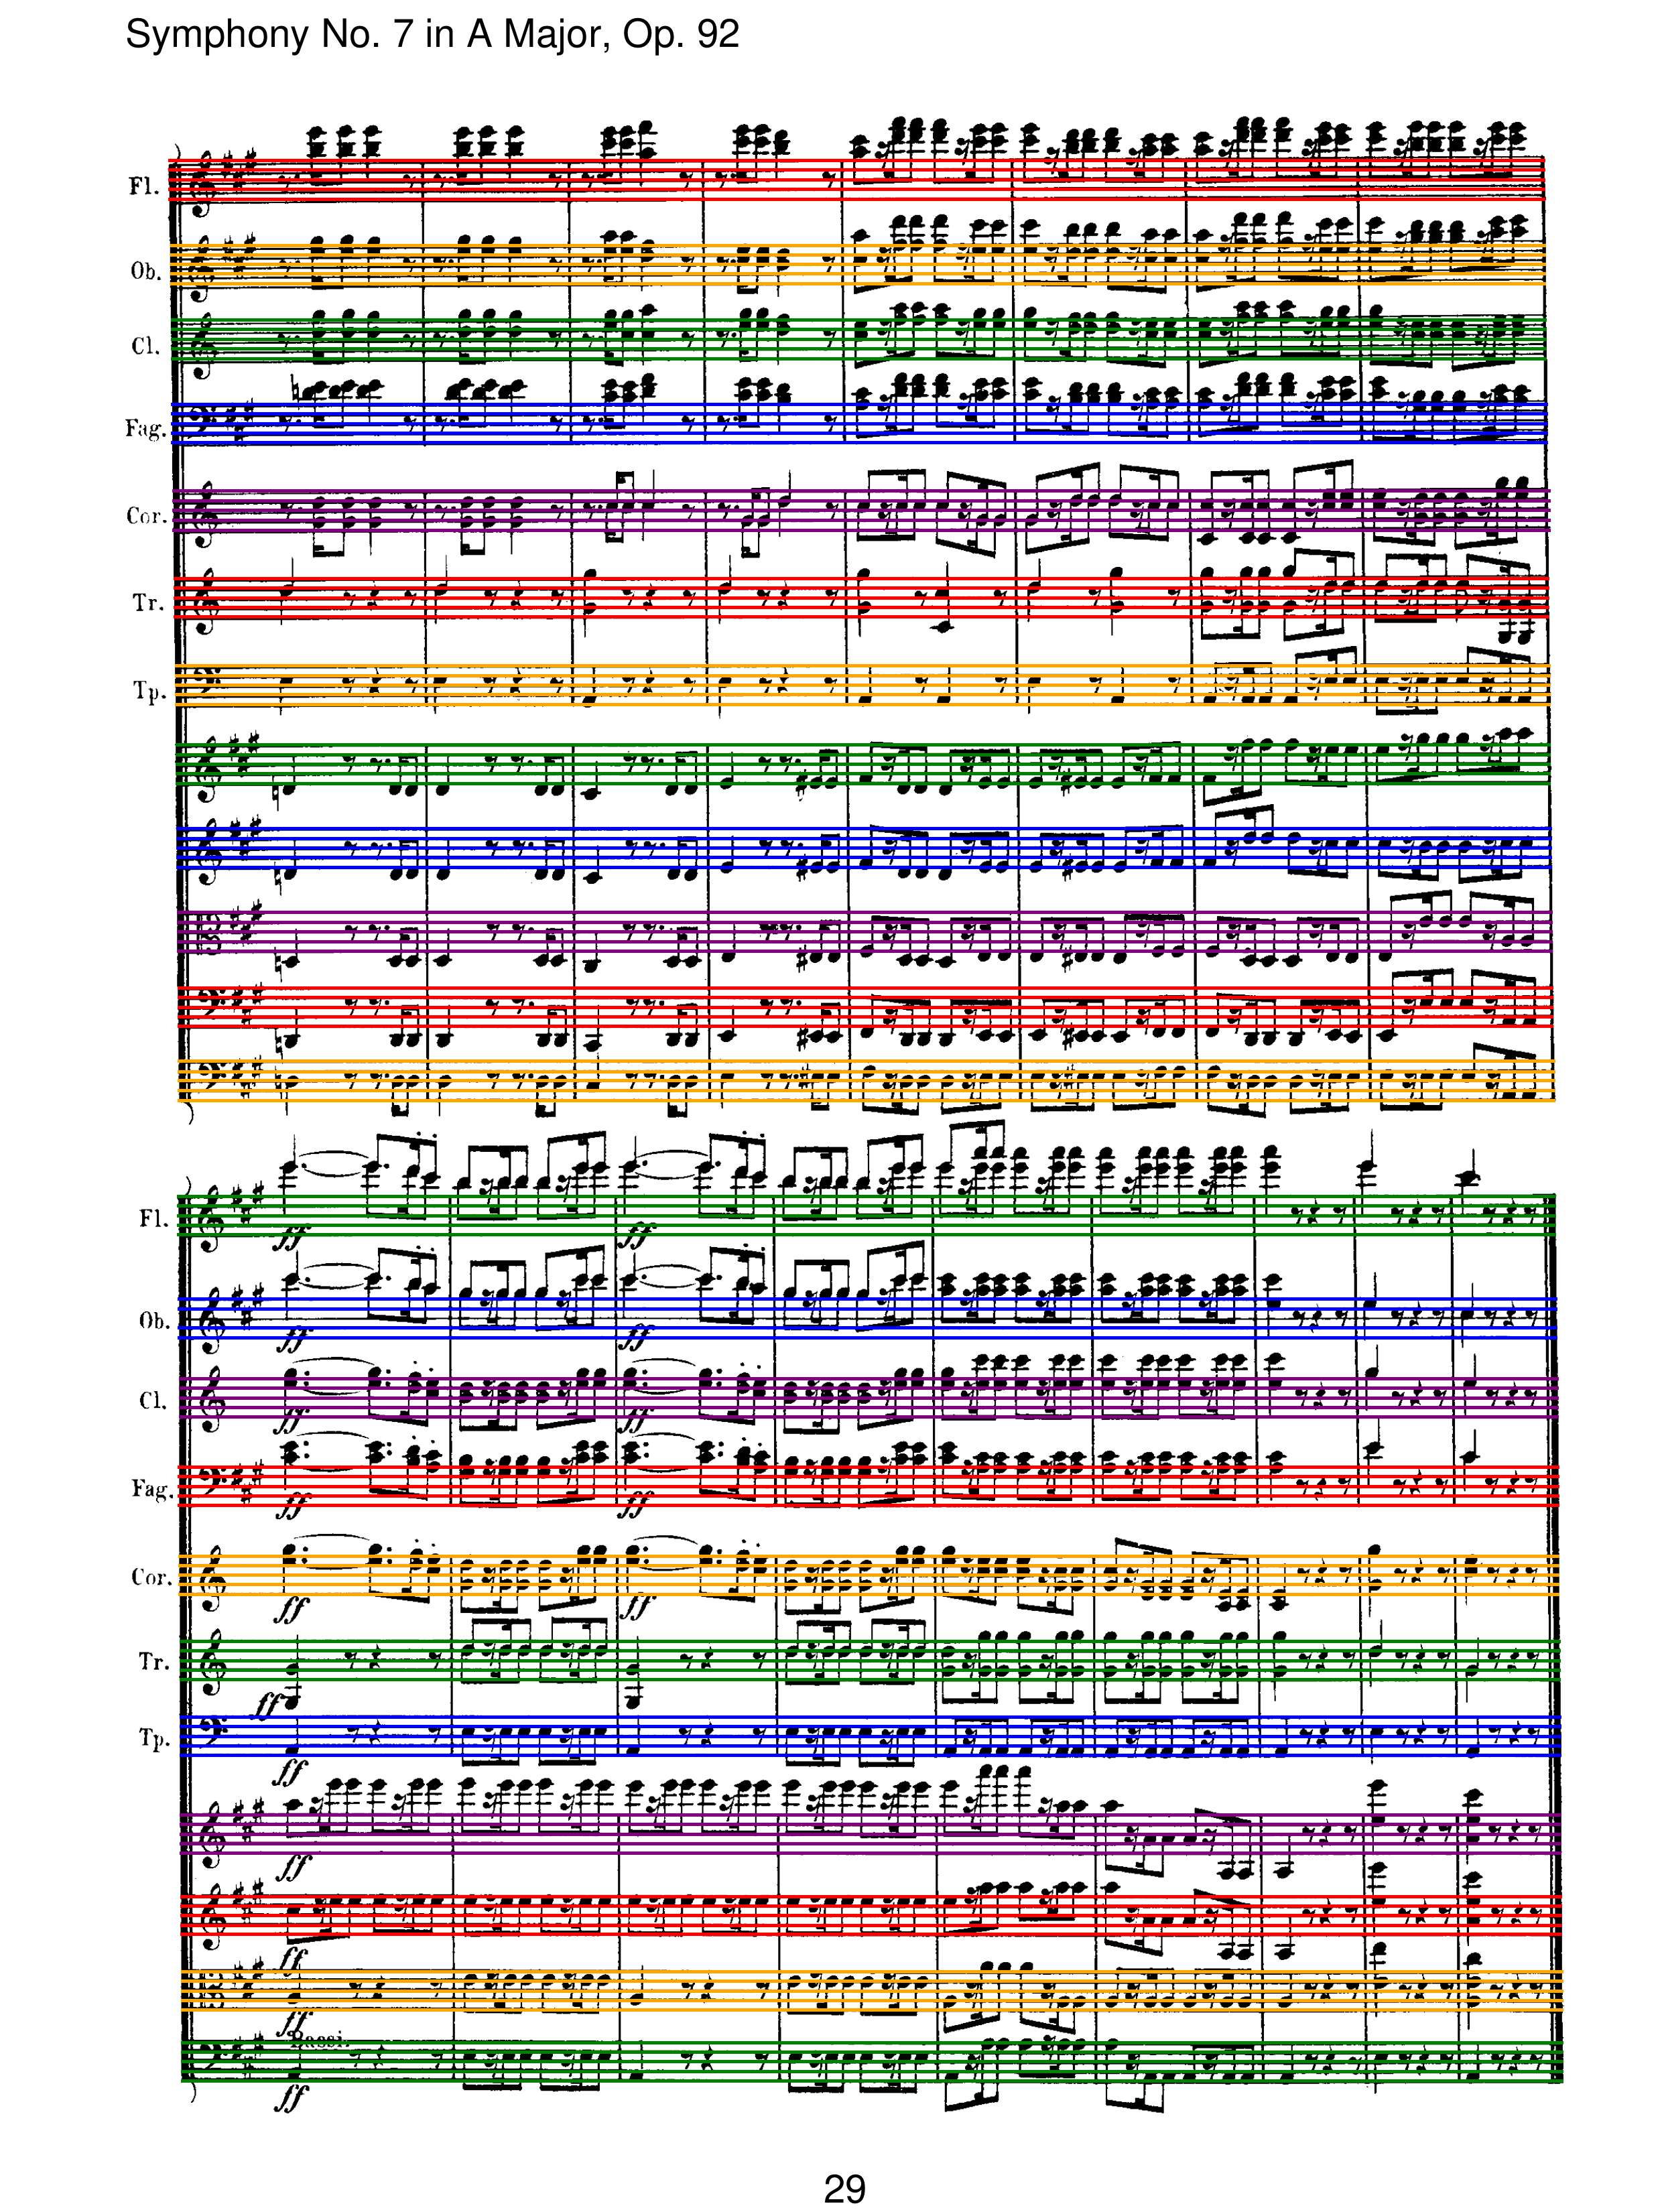 Symphony No. 7 in A Major, Op. 92
Fl.
Ob.
Cl.
Fag.
Cor.
Tr.
Tp.
Fl.
ff
ff
Ob.
ff
ff
Cl.
ff
ff
Fag.
ff
ff
Cor.
ff
ff
Tr.
ff
Tp.
ff
ff
ff
ff
Bassi.
ff
29